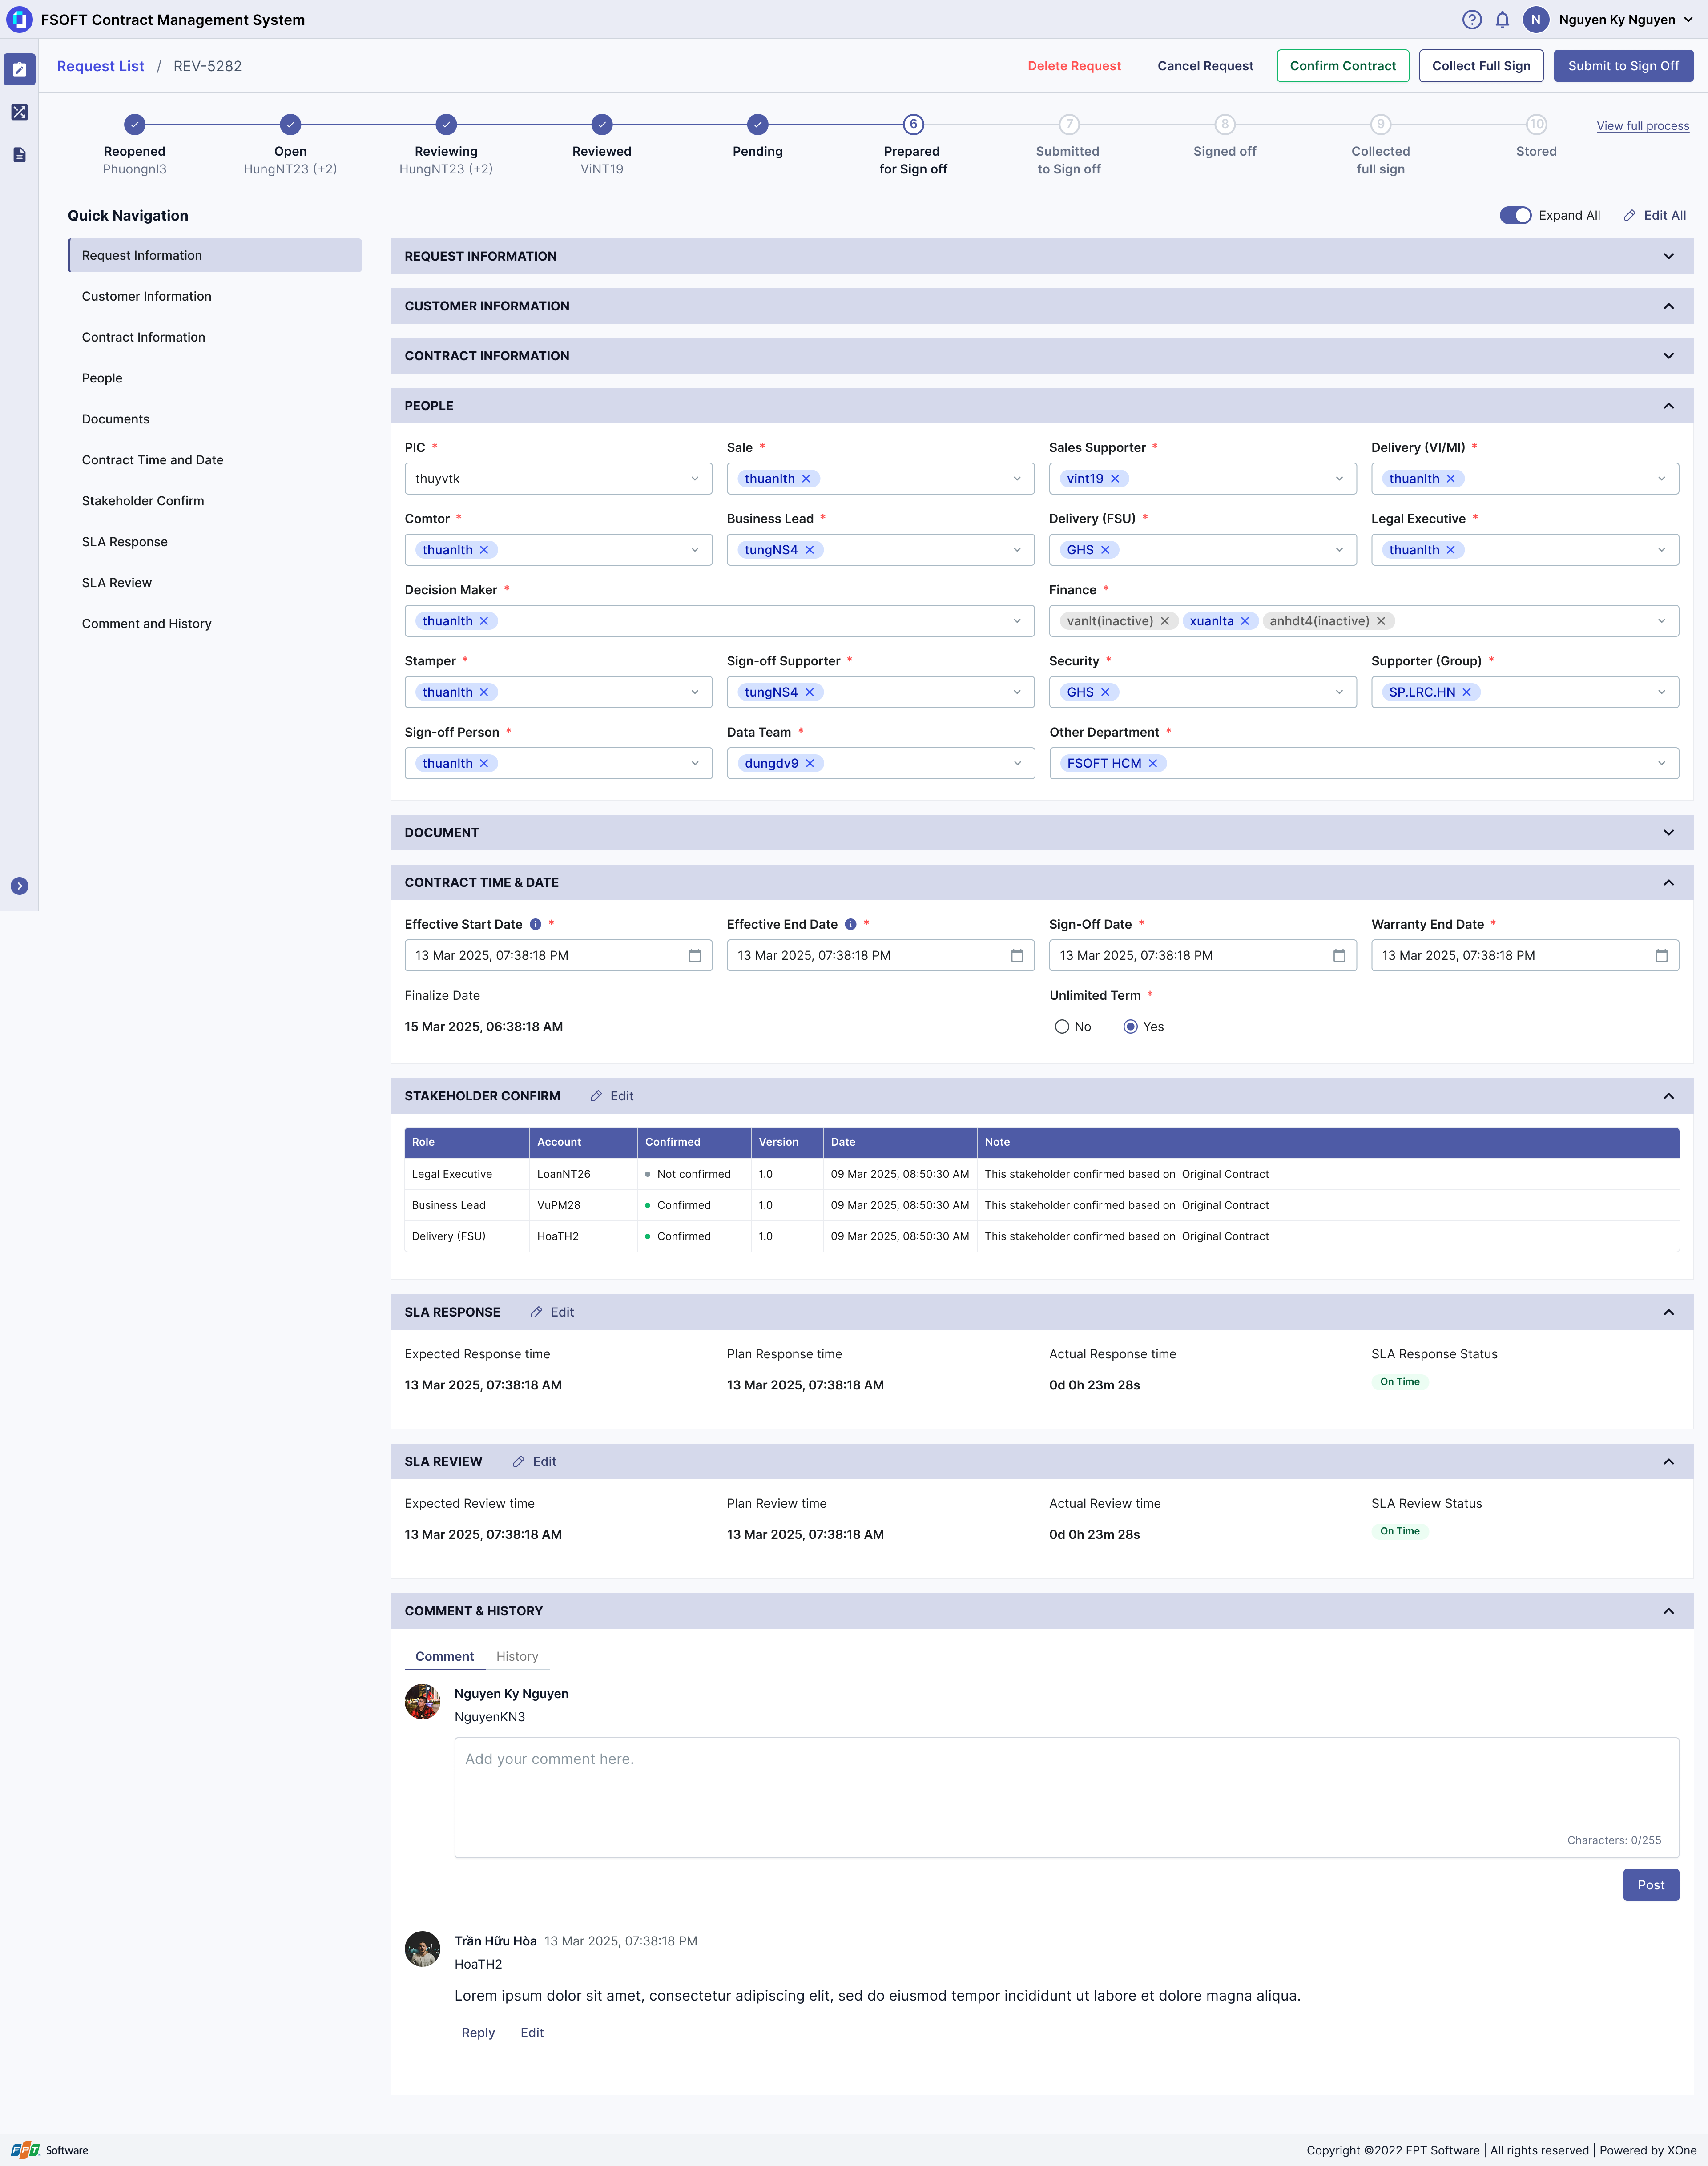 FSOFT Contract Management System
N
Nguyen Ky Nguyen
Request List / REV-5282
Delete Request
Cancel Request
Confirm Contract
Collect Full Sign
Submit to Sign Off
6
7
8
9
10
View full process
Reopened
Open
Reviewing
Reviewed
Pending
Prepared
for Sign off
Submitted
to Sign off
Signed off
Collected
full sign
Stored
Phuongnl3
HungNT23 (+2)
HungNT23 (+2)
ViNT19
Quick Navigation
Expand All
Edit All
Request Information
Customer Information
Contract Information
People
Documents
Contract Time and Date
Stakeholder Confirm
SLA Response
SLA Review
Comment and History
REQUEST INFORMATION
CUSTOMER INFORMATION
CONTRACT INFORMATION
PEOPLE
PIC *
Sale *
Sales Supporter *
Delivery (VI/MI) *
thuyvtk
thuanlth
vint19
thuanlth
Comtor *
Business Lead *
Delivery (FSU) *
Legal Executive *
thuanlth
tungNS4
GHS
thuanlth
Decision Maker *
Finance *
thuanlth
vanlt(inactive)
xuanlta
anhdt4(inactive)
Stamper *
Sign-off Supporter *
Security *
Supporter (Group) *
thuanlth
tungNS4
GHS
SP.LRC.HN
Sign-off Person *
Data Team *
Other Department *
thuanlth
dungdv9
FSOFT HCM
DOCUMENT
CONTRACT TIME & DATE
Effective Start Date *
Effective End Date *
Sign-Off Date *
Warranty End Date *
13 Mar 2025, 07:38:18 PM
13 Mar 2025, 07:38:18 PM
13 Mar 2025, 07:38:18 PM
13 Mar 2025, 07:38:18 PM
Finalize Date
Unlimited Term *
15 Mar 2025, 06:38:18 AM
No
Yes
STAKEHOLDER CONFIRM
Edit
Role Account Confirmed Version Date Note
Legal Executive LoanNT26 Not confirmed 1.0 09 Mar 2025, 08:50:30 AM This stakeholder confirmed based on Original Contract
Business Lead VuPM28 Confirmed 1.0 09 Mar 2025, 08:50:30 AM This stakeholder confirmed based on Original Contract
Delivery (FSU) HoaTH2 Confirmed 1.0 09 Mar 2025, 08:50:30 AM This stakeholder confirmed based on Original Contract
SLA RESPONSE
Edit
Expected Response time
Plan Response time
Actual Response time
SLA Response Status
13 Mar 2025, 07:38:18 AM
13 Mar 2025, 07:38:18 AM
0d 0h 23m 28s
On Time
SLA REVIEW
Edit
Expected Review time
Plan Review time
Actual Review time
SLA Review Status
13 Mar 2025, 07:38:18 AM
13 Mar 2025, 07:38:18 AM
0d 0h 23m 28s
On Time
COMMENT & HISTORY
Comment
History
Nguyen Ky Nguyen
NguyenKN3
Add your comment here.
Characters: 0/255
Post
Trần Hữu Hòa 13 Mar 2025, 07:38:18 PM
HoaTH2
Lorem ipsum dolor sit amet, consectetur adipiscing elit, sed do eiusmod tempor incididunt ut labore et dolore magna aliqua.
Reply
Edit
FPT Software
Copyright ©2022 FPT Software | All rights reserved | Powered by XOne